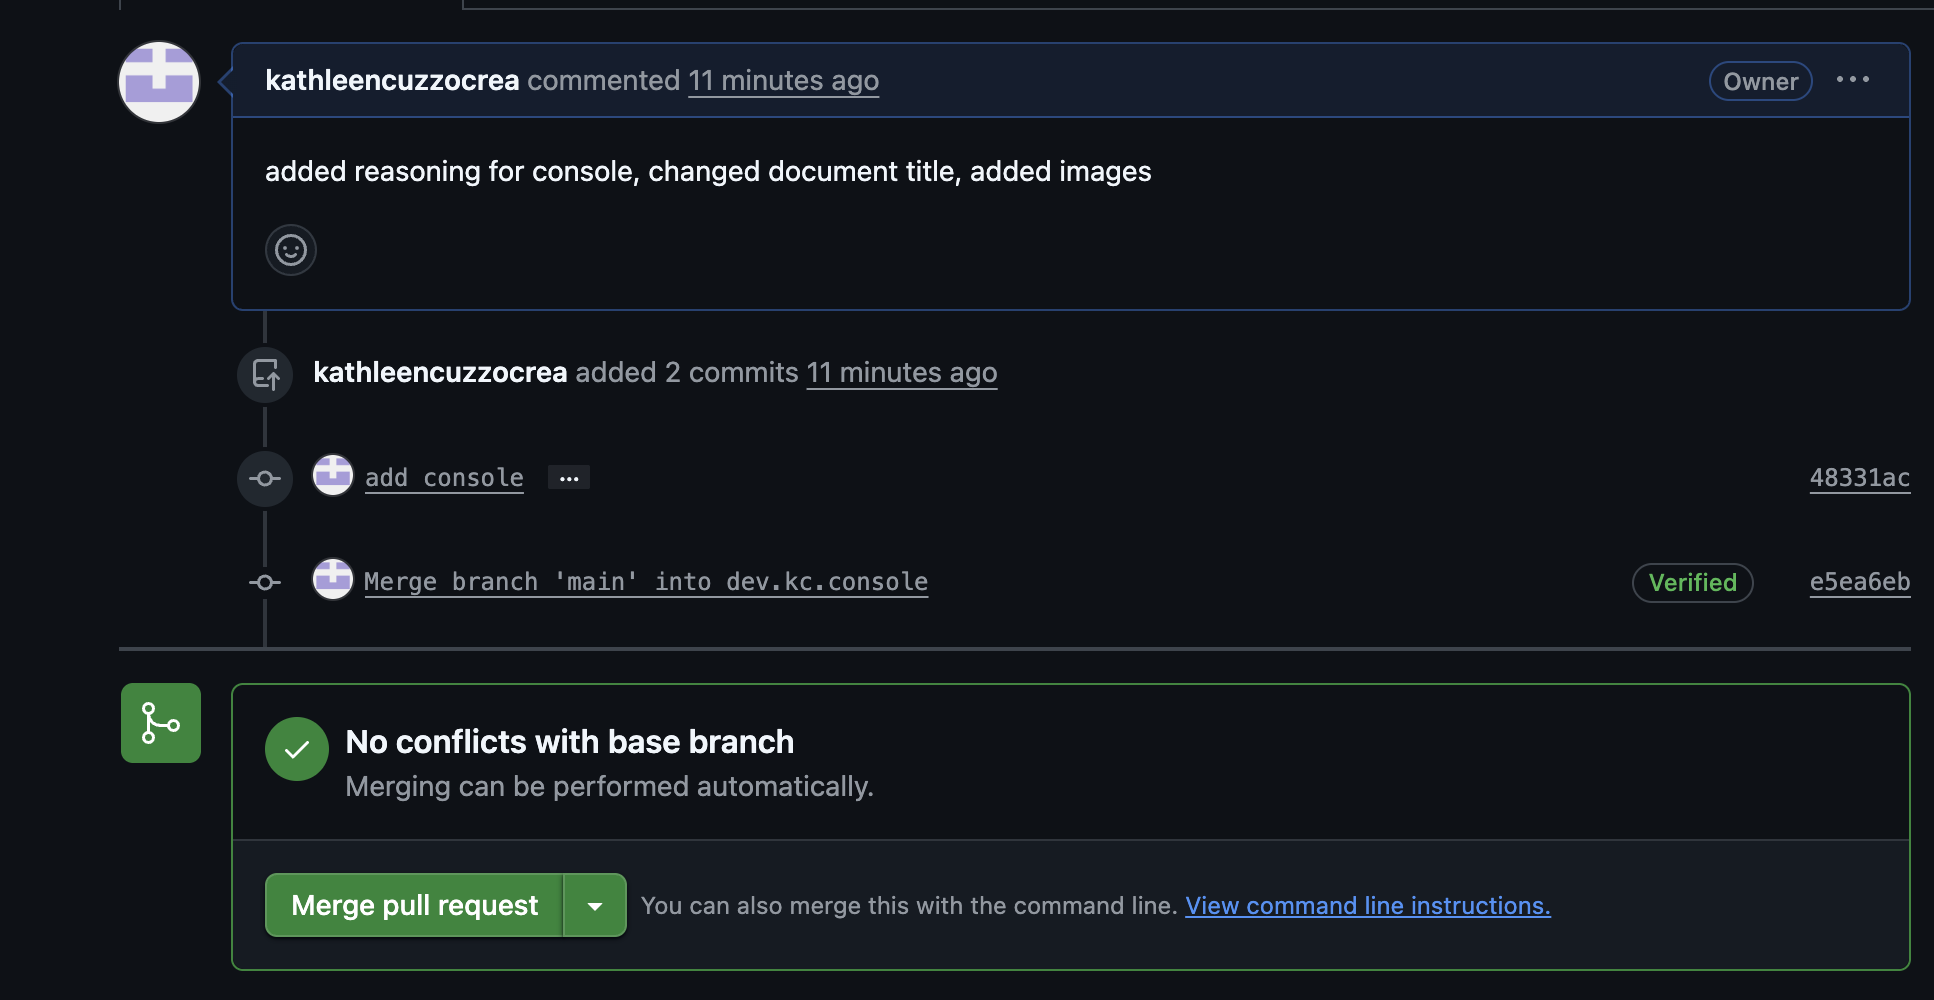 kathleencuzzocrea commented 11 minutes ago Owner
added reasoning for console, changed document title, added images
kathleencuzzocrea added 2 commits 11 minutes ago
add console ... 48331ac
Merge branch 'main' into dev.kc.console Verified e5ea6eb
No conflicts with base branch
Merging can be performed automatically.
Merge pull request You can also merge this with the command line. View command line instructions.